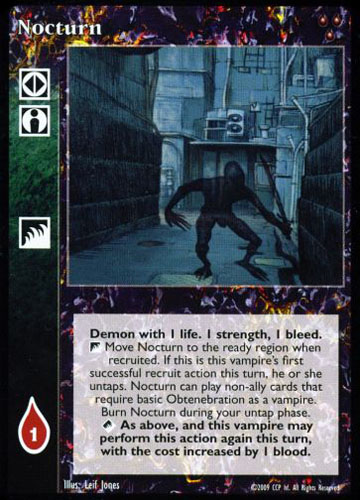 Nocturn
Demon with 1 life. 1 strength, 1 bleed.
Move Nocturn to the ready region when
recruited. If this is this vampire's first
successful recruit action this turn, he or she
untaps. Nocturn can play non-ally cards that
require basic Obtenebration as a vampire.
Burn Nocturn during your untap phase.
As above, and this vampire may
perform this action again this turn,
with the cost increased by 1 blood.
1
Illus: Leif Jones
©2009 CCP hf. All Rights Reserved